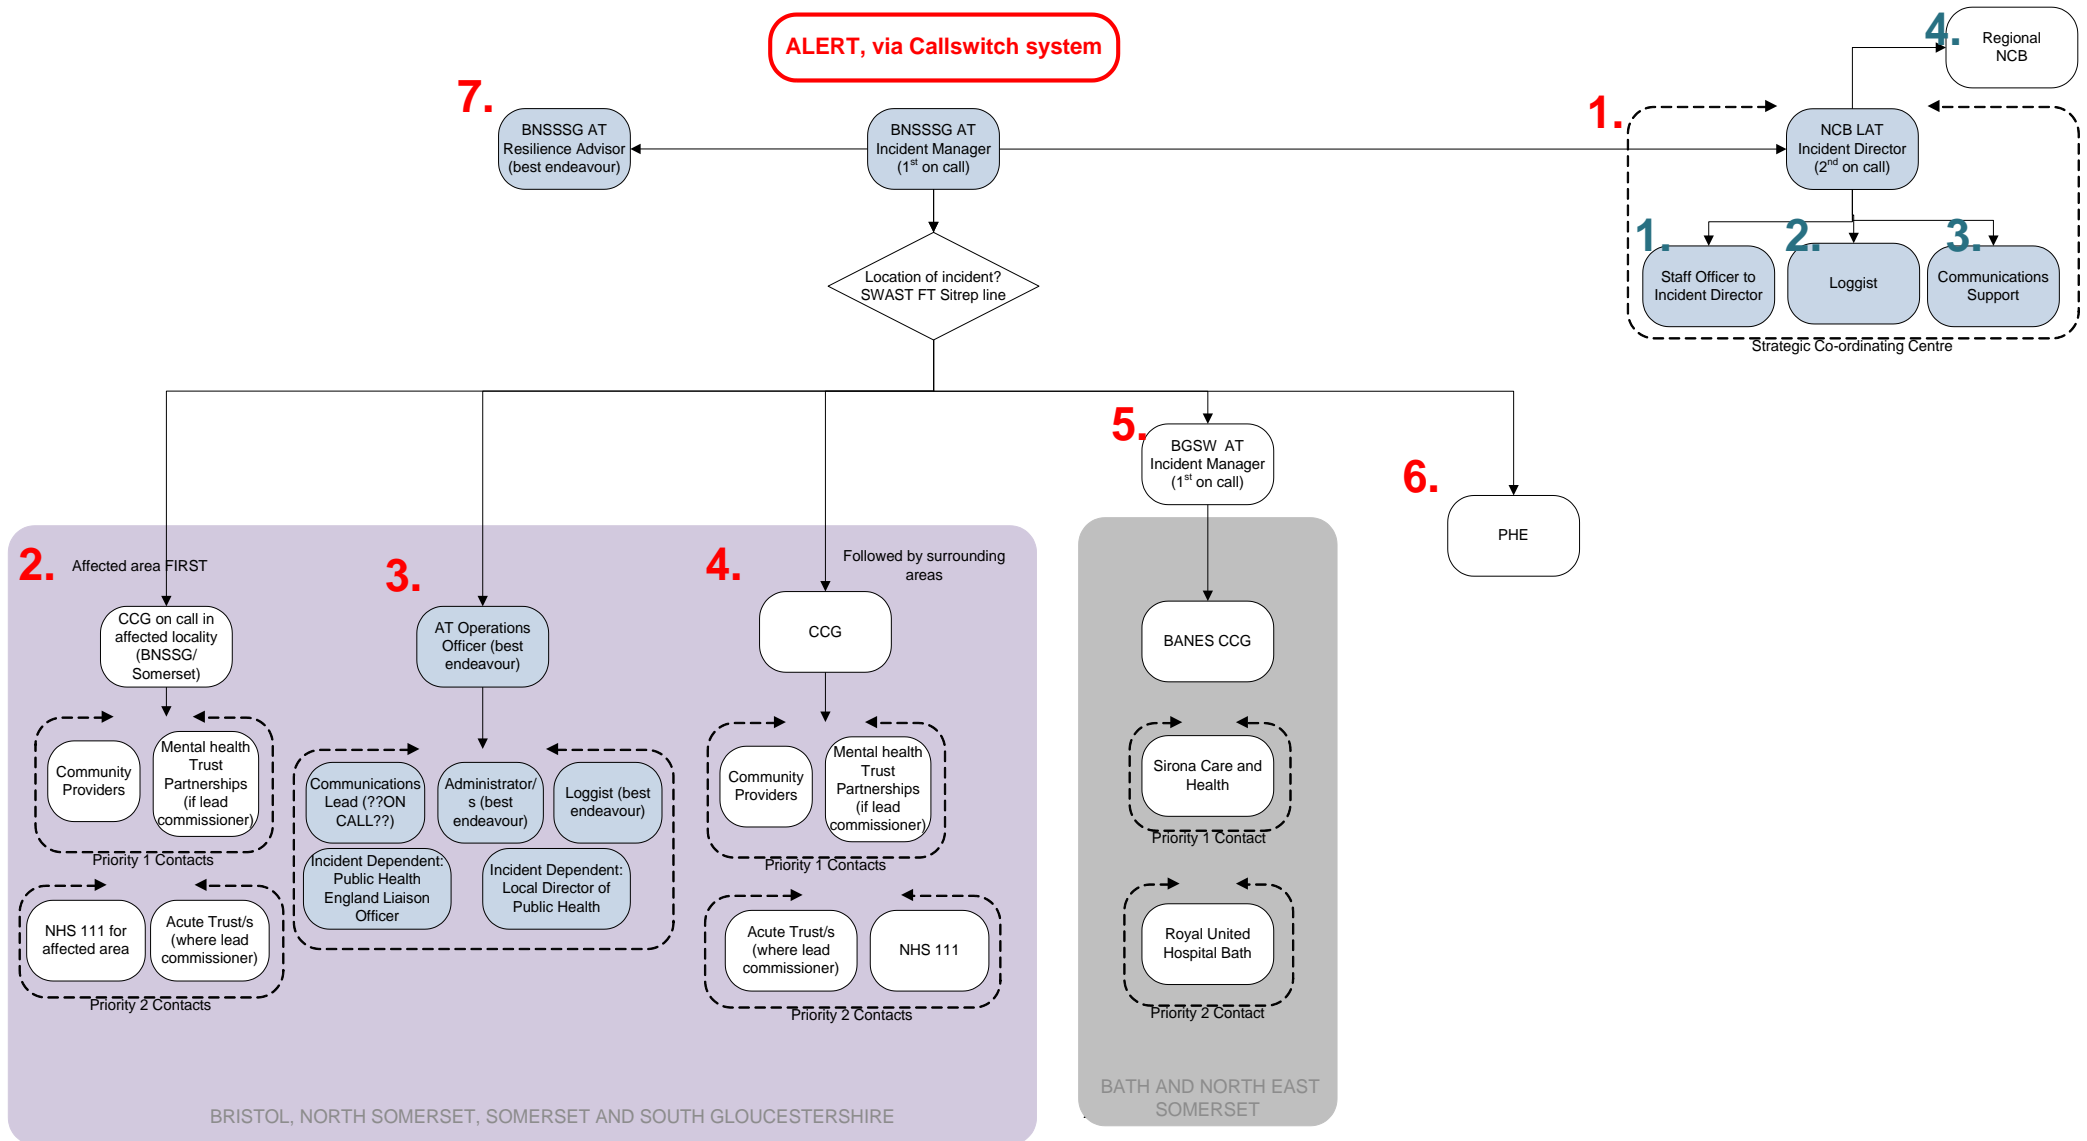 ALERT, via Callswitch system
4.
Regional
NCB
7.
BNSSSG AT
Resilience Advisor
(best endeavour)
BNSSSG AT
Incident Manager
(1st on call)
1.
NCB LAT
Incident Director
(2nd on call)
1.
Staff Officer to
Incident Director
2.
Loggist
3.
Communications
Support
Strategic Co-ordinating Centre
Location of incident?
SWAST FT Sitrep line
5.
BGSW AT
Incident Manager
(1st on call)
6.
PHE
2.
Affected area FIRST
CCG on call in
affected locality
(BNSSG/
Somerset)
Community
Providers
Mental health
Trust
Partnerships
(if lead
commissioner)
Priority 1 Contacts
NHS 111 for
affected area
Acute Trust/s
(where lead
commissioner)
Priority 2 Contacts
3.
AT Operations
Officer (best
endeavour)
Communications
Lead (??ON
CALL??)
Administrator/
s (best
endeavour)
Loggist (best
endeavour)
Incident Dependent:
Public Health
England Liaison
Officer
Incident Dependent:
Local Director of
Public Health
4.
Followed by surrounding
areas
CCG
Community
Providers
Mental health
Trust
Partnerships
(if lead
commissioner)
Priority 1 Contacts
Acute Trust/s
(where lead
commissioner)
NHS 111
Priority 2 Contacts
BANES CCG
Sirona Care and
Health
Priority 1 Contact
Royal United
Hospital Bath
Priority 2 Contact
BRISTOL, NORTH SOMERSET, SOMERSET AND SOUTH GLOUCESTERSHIRE
BATH AND NORTH EAST
SOMERSET